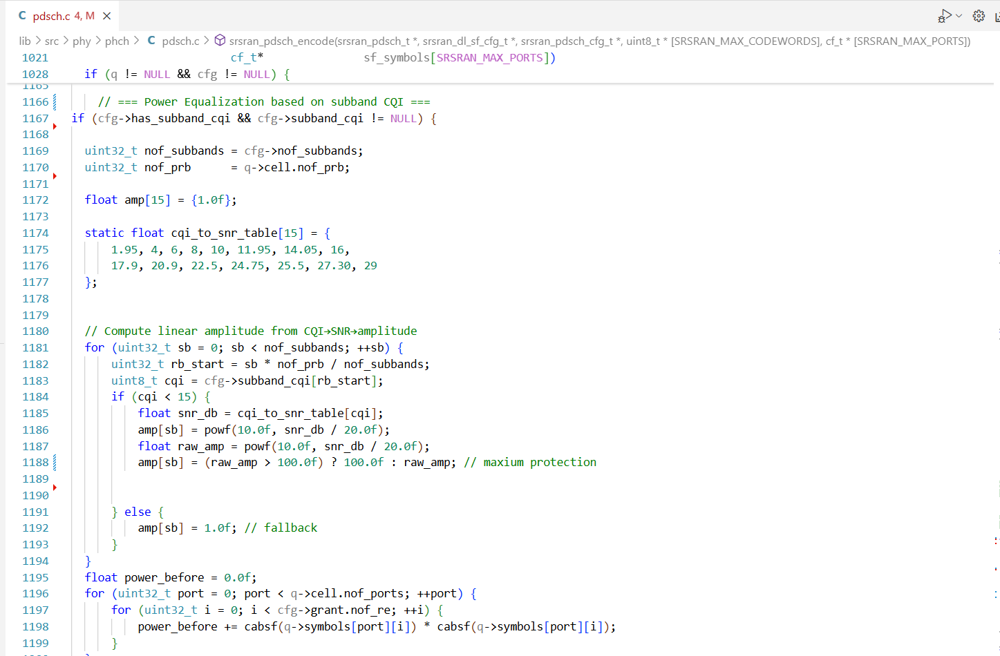 C pdsch.c 4, M
lib > src > phy > phch > C pdsch.c > srsran_pdsch_encode(srsran_pdsch_t *, srsran_dl_sf_cfg_t *, srsran_pdsch_cfg_t *, uint8_t * [SRSRAN_MAX_CODEWORDS], cf_t * [SRSRAN_MAX_PORTS])
1021 cf_t* sf_symbols[SRSRAN_MAX_PORTS])
1028 if (q != NULL && cfg != NULL) {
1165
1166 // === Power Equalization based on subband CQI ===
1167 if (cfg->has_subband_cqi && cfg->subband_cqi != NULL) {
1168
1169 uint32_t nof_subbands = cfg->nof_subbands;
1170 uint32_t nof_prb = q->cell.nof_prb;
1171
1172 float amp[15] = {1.0f};
1173
1174 static float cqi_to_snr_table[15] = {
1175 1.95, 4, 6, 8, 10, 11.95, 14.05, 16,
1176 17.9, 20.9, 22.5, 24.75, 25.5, 27.30, 29
1177 };
1178
1179
1180 // Compute linear amplitude from CQI→SNR→amplitude
1181 for (uint32_t sb = 0; sb < nof_subbands; ++sb) {
1182 uint32_t rb_start = sb * nof_prb / nof_subbands;
1183 uint8_t cqi = cfg->subband_cqi[rb_start];
1184 if (cqi < 15) {
1185 float snr_db = cqi_to_snr_table[cqi];
1186 amp[sb] = powf(10.0f, snr_db / 20.0f);
1187 float raw_amp = powf(10.0f, snr_db / 20.0f);
1188 amp[sb] = (raw_amp > 100.0f) ? 100.0f : raw_amp; // maxium protection
1189
1190
1191 } else {
1192 amp[sb] = 1.0f; // fallback
1193 }
1194 }
1195 float power_before = 0.0f;
1196 for (uint32_t port = 0; port < q->cell.nof_ports; ++port) {
1197 for (uint32_t i = 0; i < cfg->grant.nof_re; ++i) {
1198 power_before += cabsf(q->symbols[port][i]) * cabsf(q->symbols[port][i]);
1199 }